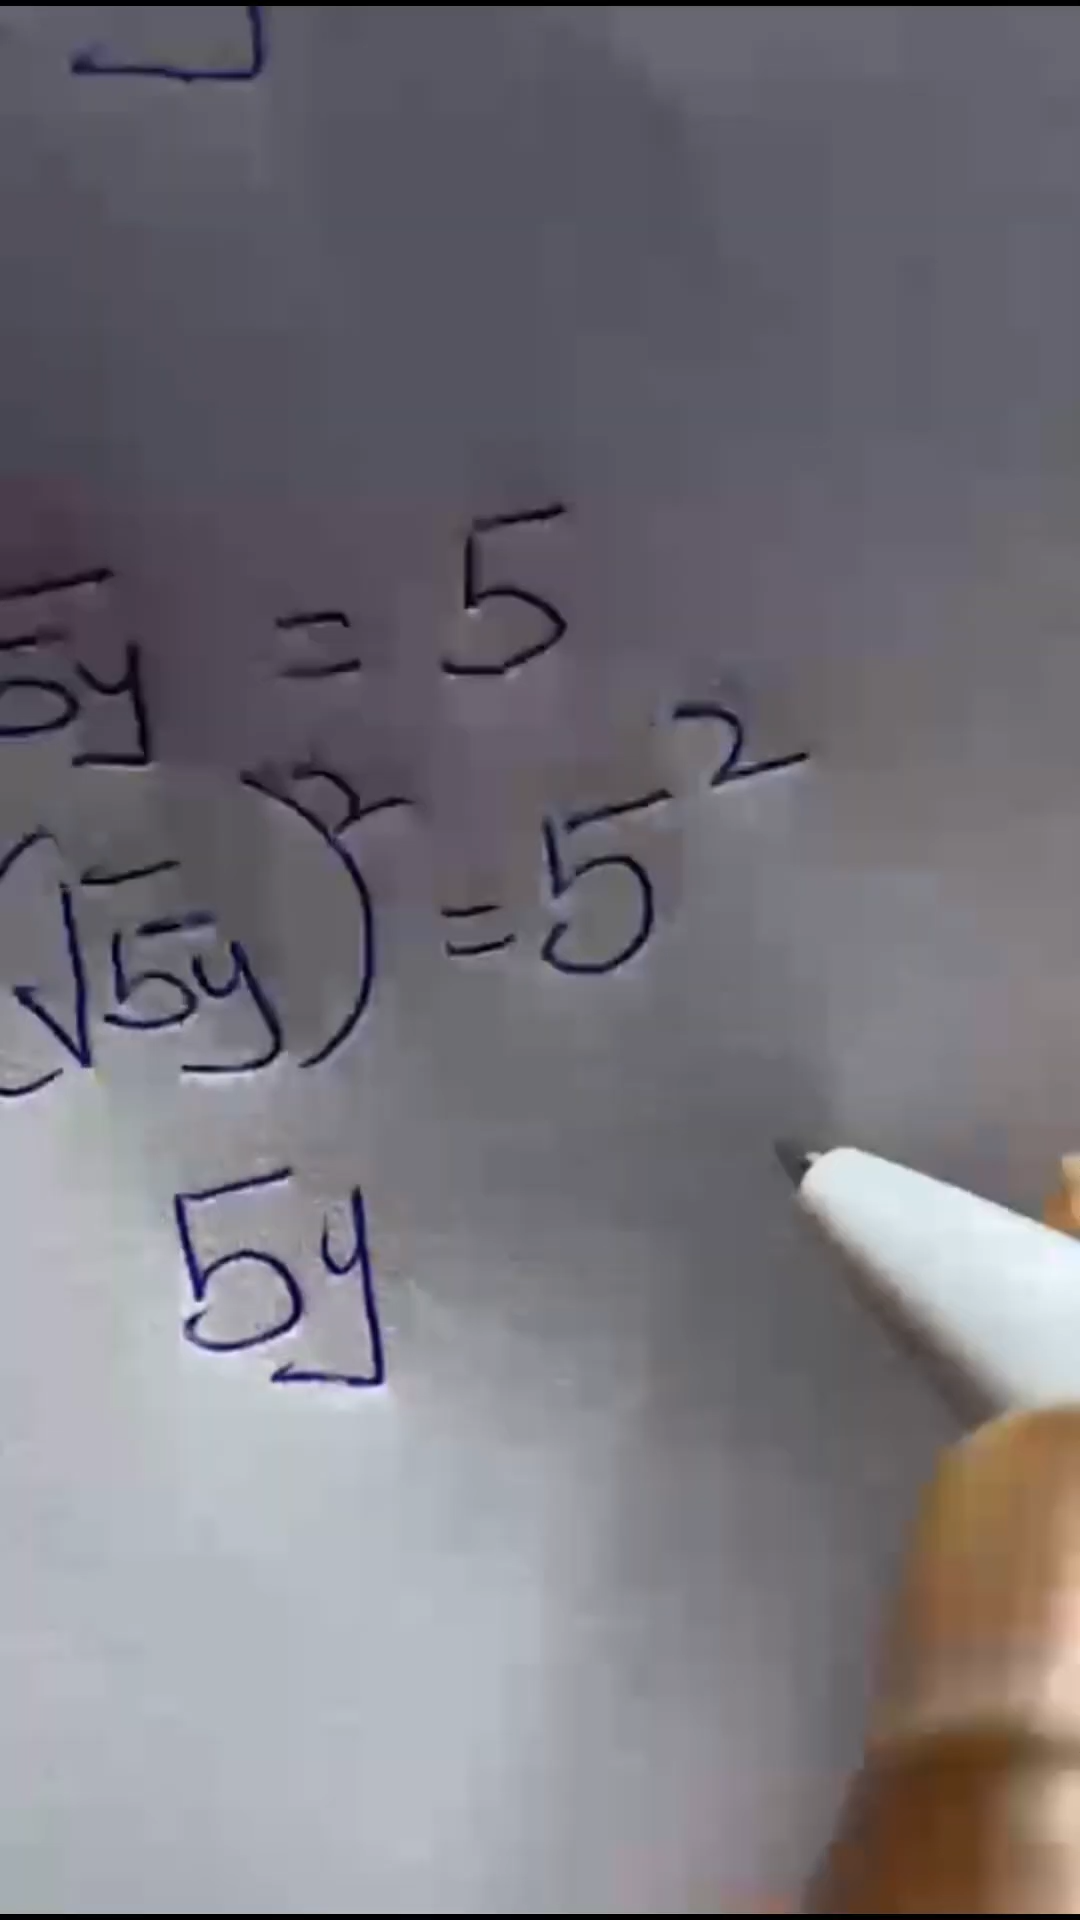 5y = 5
(√5y)² = 5²
5y